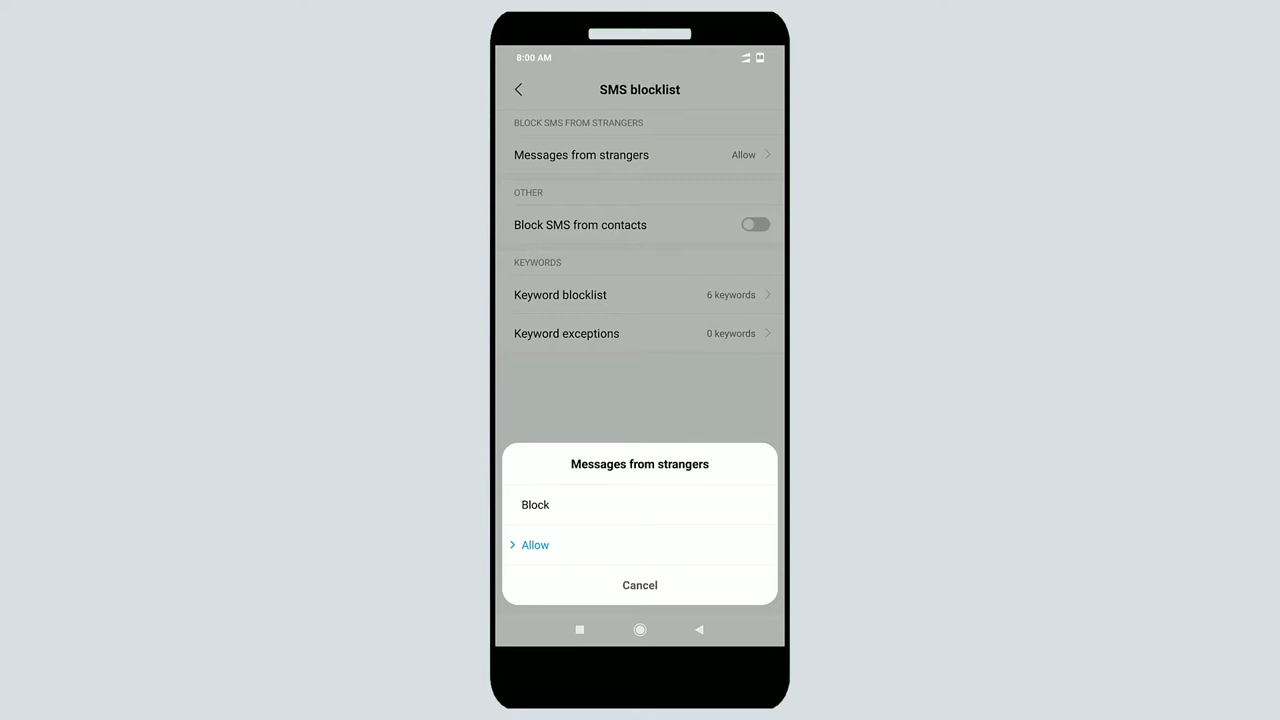 8:00 AM
SMS blocklist
BLOCK SMS FROM STRANGERS
Messages from strangers Allow
OTHER
Block SMS from contacts
KEYWORDS
Keyword blocklist 6 keywords
Keyword exceptions 0 keywords
Messages from strangers
Block
Allow
Cancel